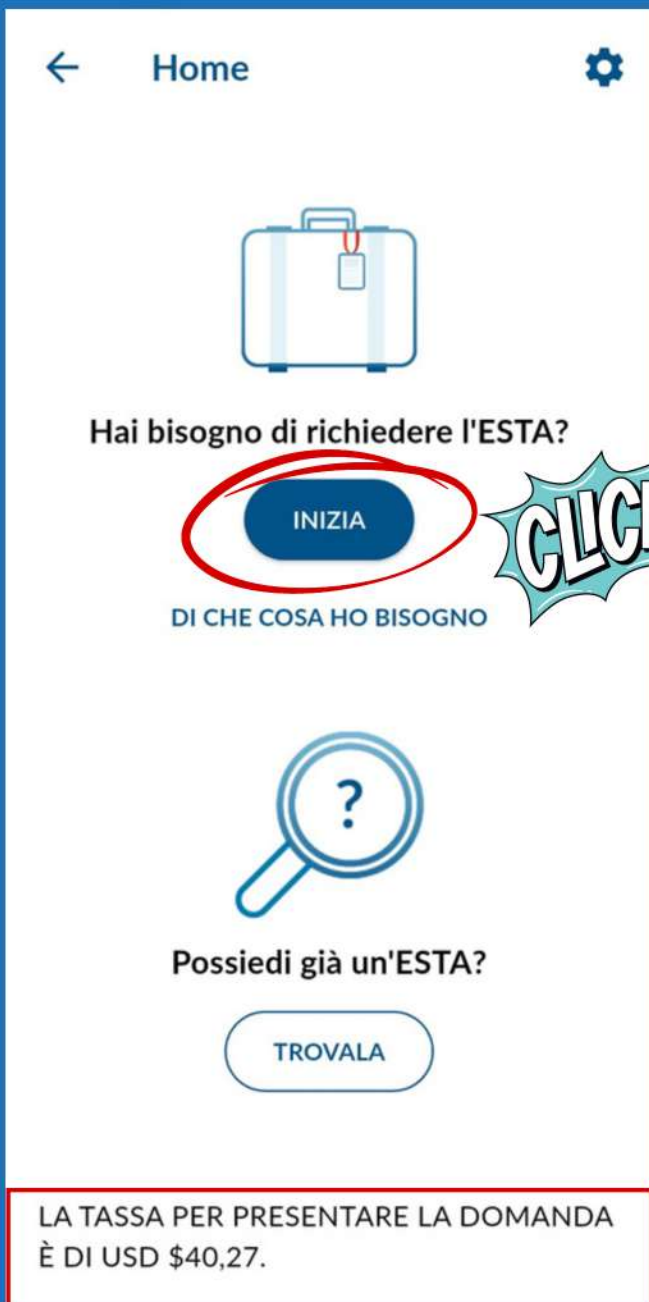 Home
Hai bisogno di richiedere l'ESTA?
INIZIA
DI CHE COSA HO BISOGNO
?
Possiedi già un'ESTA?
TROVALA
LA TASSA PER PRESENTARE LA DOMANDA
È DI USD $40,27.